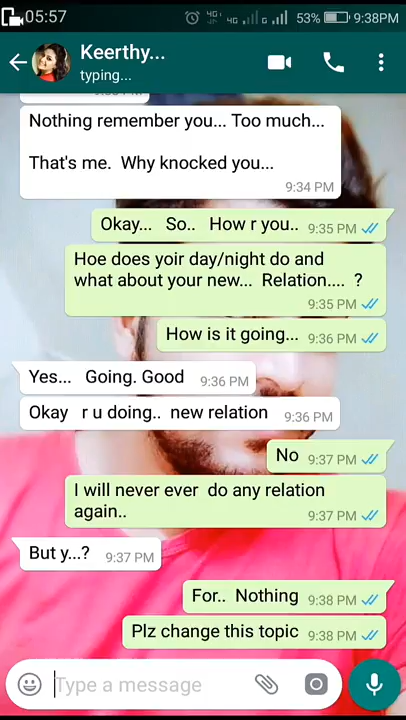 05:57
4G 4G G 53% 9:38PM
Keerthy...
typing...
Nothing remember you... Too much...
That's me. Why knocked you...
9:34 PM
Okay... So.. How r you.. 9:35 PM
Hoe does yoir day/night do and
what about your new... Relation.... ?
9:35 PM
How is it going... 9:36 PM
Yes... Going. Good 9:36 PM
Okay r u doing.. new relation 9:36 PM
No 9:37 PM
I will never ever do any relation
again.. 9:37 PM
But y...? 9:37 PM
For.. Nothing 9:38 PM
Plz change this topic 9:38 PM
Type a message